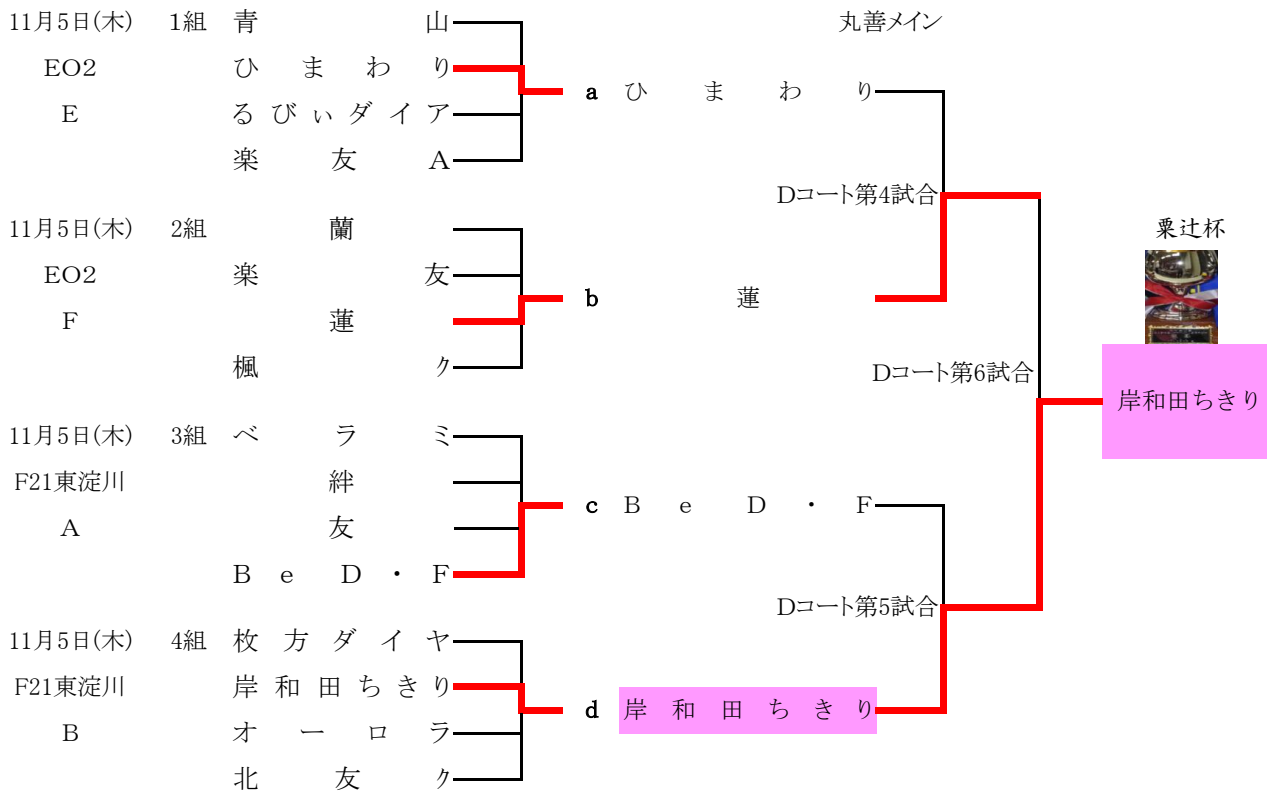 11月5日(木) 1組 青山 丸善メイン
EO2 ひまわり
a ひまわり
E るびぃダイア
楽友A
Dコート第4試合
11月5日(木) 2組 蘭 粟辻杯
EO2 楽友
b 蓮
F 蓮
楓ク Dコート第6試合
岸和田ちきり
11月5日(木) 3組 ベラミ
F21東淀川 絆
c BeD・F
A 友
BeD・F
Dコート第5試合
11月5日(木) 4組 枚方ダイヤ
F21東淀川 岸和田ちきり
d 岸和田ちきり
B オーロラ
北友ク